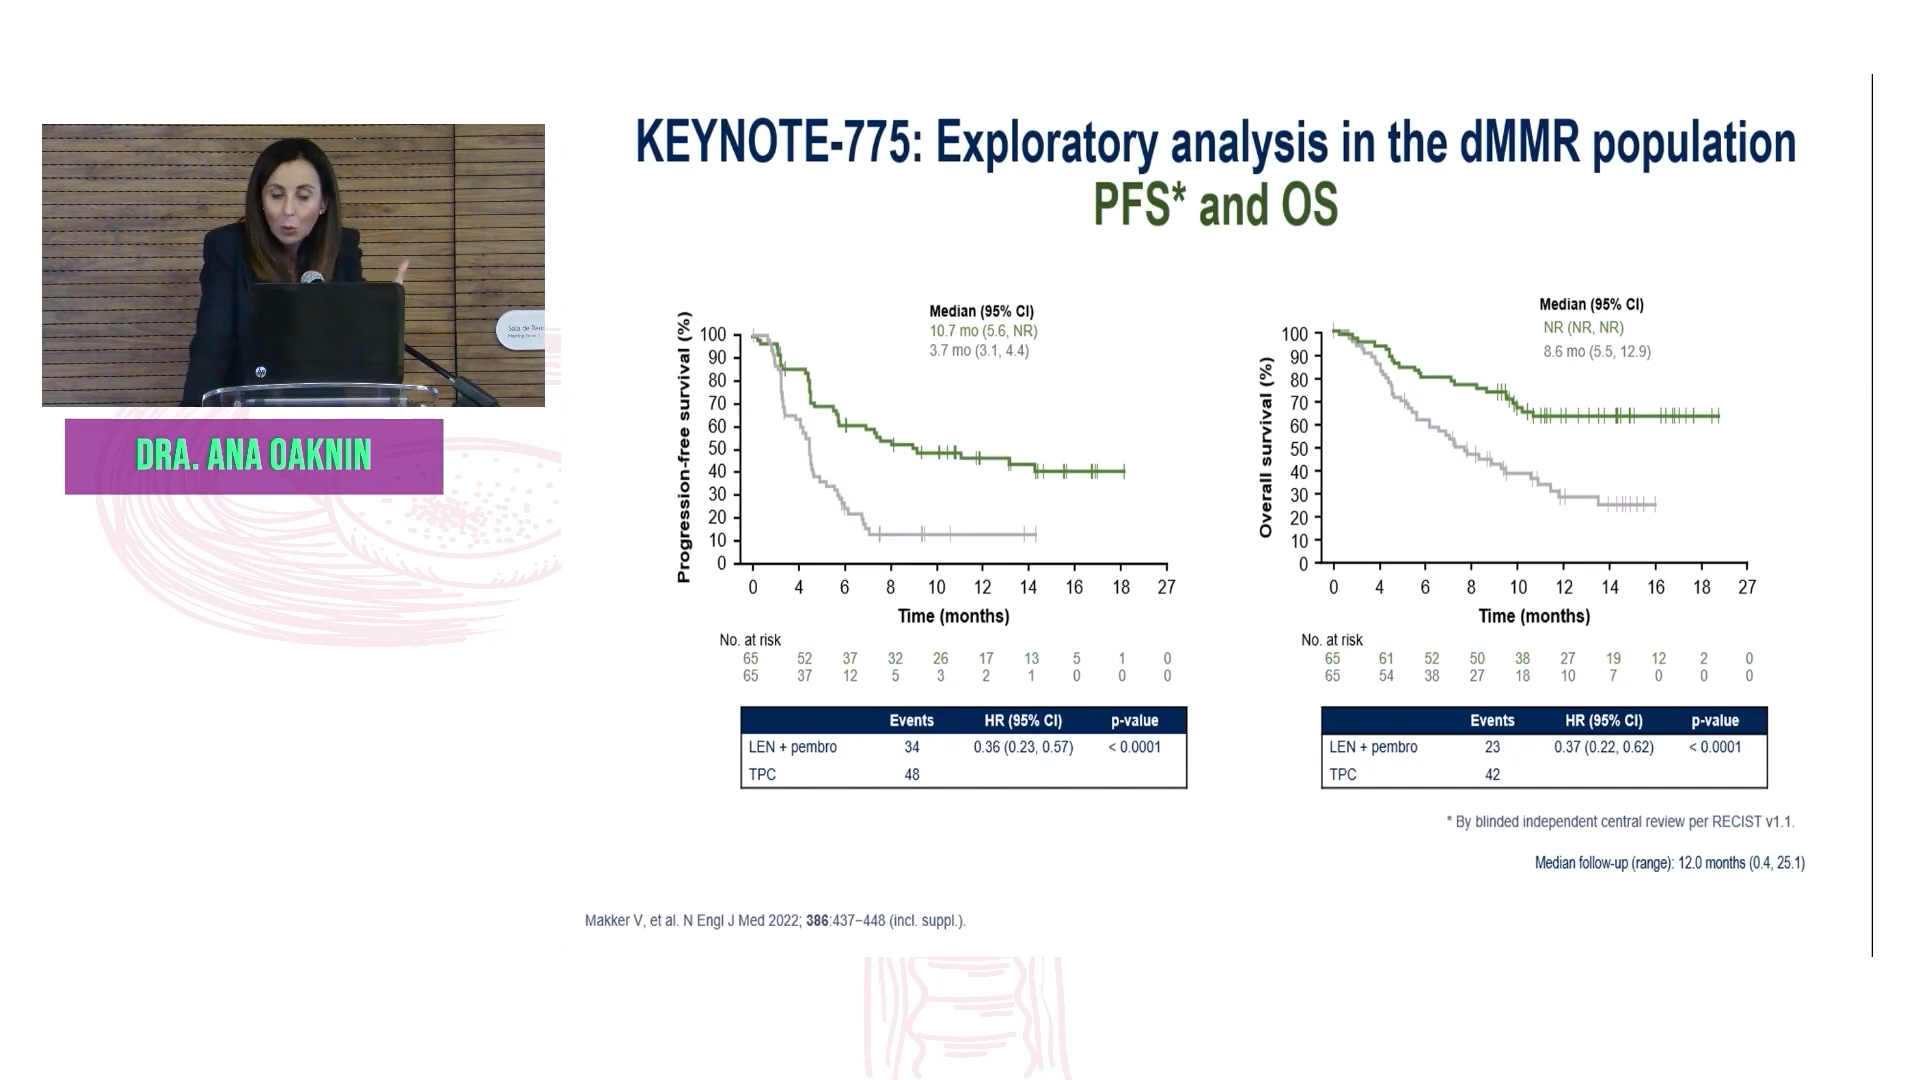 KEYNOTE-775: Exploratory analysis in the dMMR population
PFS* and OS
Sala de Reu
DRA. ANA OAKNIN
Progression-free survival (%)
Median (95% CI)
10.7 mo (5.6, NR)
3.7 mo (3.1, 4.4)
100
90
80
70
60
50
40
30
20
10
0
0 4 6 8 10 12 14 16 18 27
Time (months)
No. at risk
65 52 37 32 26 17 13 5 1 0
65 37 12 5 3 2 1 0 0 0
Events HR (95% CI) p-value
LEN + pembro 34 0.36 (0.23, 0.57) < 0.0001
TPC 48
Overall survival (%)
Median (95% CI)
NR (NR, NR)
8.6 mo (5.5, 12.9)
100
90
80
70
60
50
40
30
20
10
0
0 4 6 8 10 12 14 16 18 27
Time (months)
No. at risk
65 61 52 50 38 27 19 12 2 0
65 54 38 27 18 10 7 0 0 0
Events HR (95% CI) p-value
LEN + pembro 23 0.37 (0.22, 0.62) < 0.0001
TPC 42
* By blinded independent central review per RECIST v1.1.
Median follow-up (range): 12.0 months (0.4, 25.1)
Makker V, et al. N Engl J Med 2022; 386:437–448 (incl. suppl.).